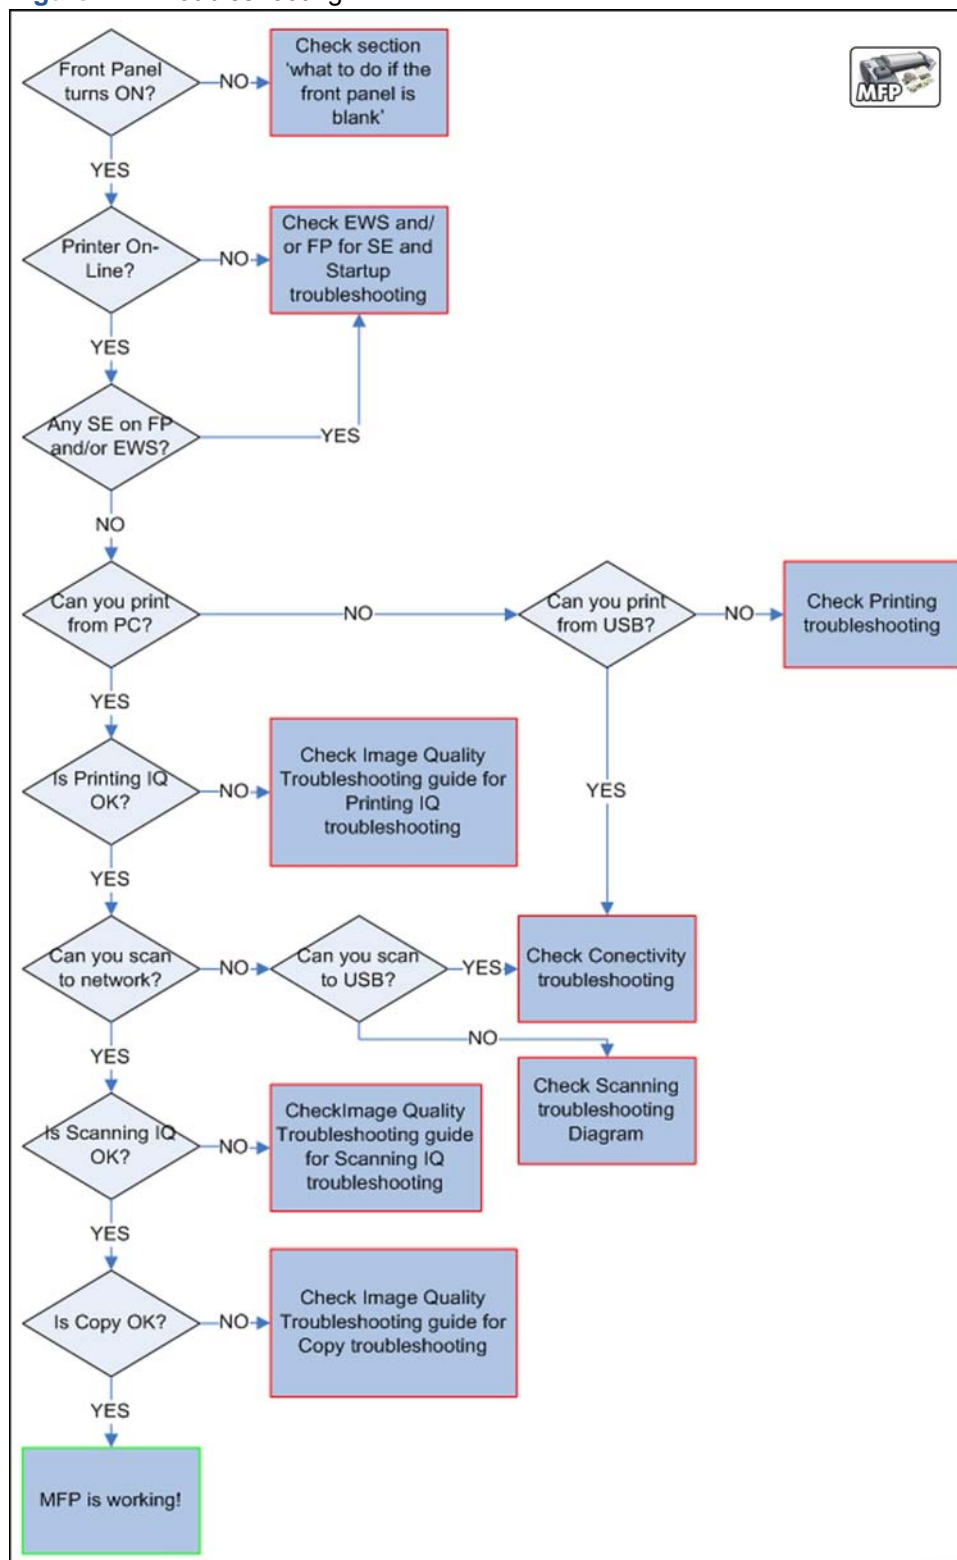 Front Panel
turns ON?
NO
Check section
'what to do if the
front panel is
blank'
MFP
YES
Printer On-
Line?
NO
Check EWS and/
or FP for SE and
Startup
troubleshooting
YES
Any SE on FP
and/or EWS?
YES
NO
Can you print
from PC?
NO
Can you print
from USB?
NO
Check Printing
troubleshooting
YES
Is Printing IQ
OK?
NO
Check Image Quality
Troubleshooting guide for
Printing IQ
troubleshooting
YES
YES
Can you scan
to network?
NO
Can you scan
to USB?
YES
Check Conectivity
troubleshooting
NO
Check Scanning
troubleshooting
Diagram
YES
Is Scanning IQ
OK?
NO
CheckImage Quality
Troubleshooting guide
for Scanning IQ
troubleshooting
YES
Is Copy OK?
NO
Check Image Quality
Troubleshooting guide for
Copy troubleshooting
YES
MFP is working!